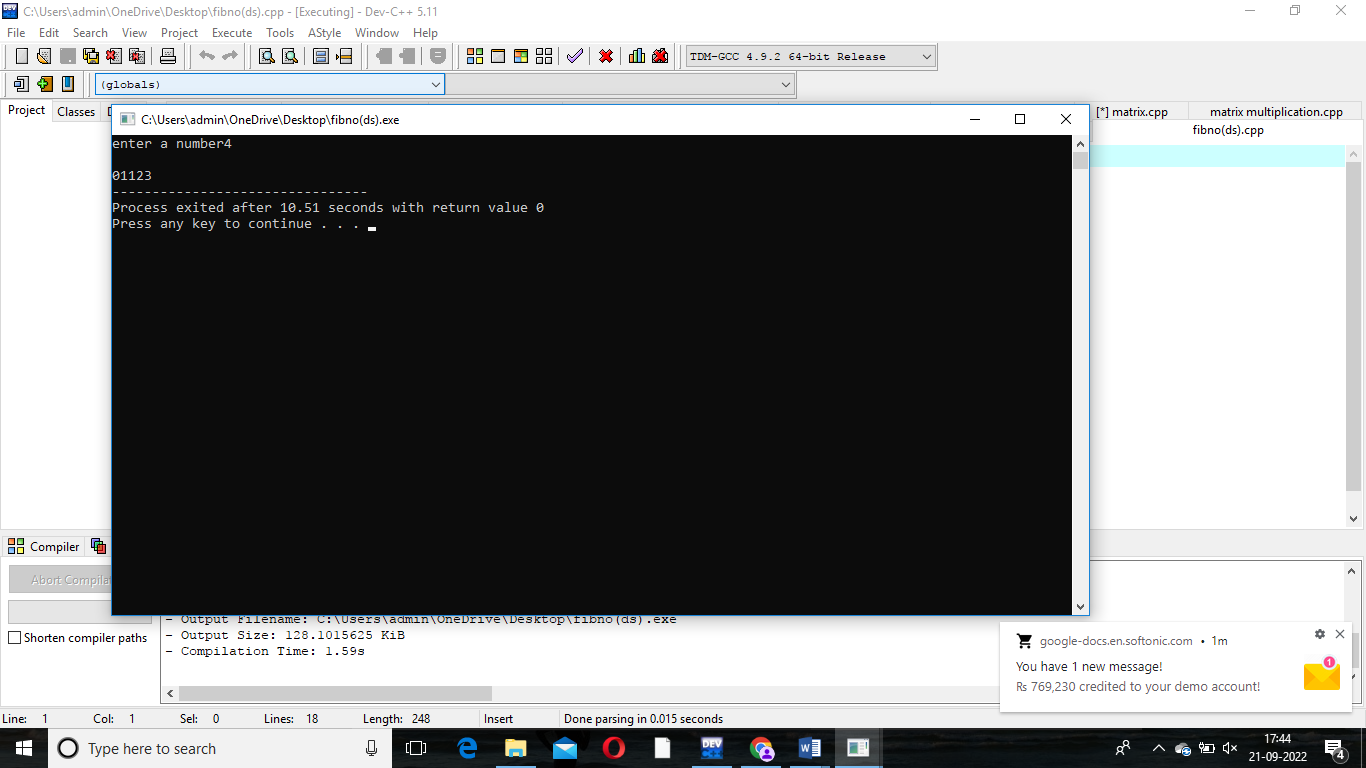 C:\Users\admin\OneDrive\Desktop\fibno(ds).cpp - [Executing] - Dev-C++ 5.11
File Edit Search View Project Execute Tools AStyle Window Help
TDM-GCC 4.9.2 64-bit Release
(globals)
Project Classes
[*] matrix.cpp matrix multiplication.cpp
fibno(ds).cpp
C:\Users\admin\OneDrive\Desktop\fibno(ds).exe
enter a number4
01123
--------------------------------
Process exited after 10.51 seconds with return value 0
Press any key to continue . . .
Compiler
Abort
Shorten compiler paths
- Output Filename: C:\Users\admin\OneDrive\Desktop\fibno(ds).exe
- Output Size: 128.1015625 KiB
- Compilation Time: 1.59s
google-docs.en.softonic.com • 1m
You have 1 new message!
Rs 769,230 credited to your demo account!
1
Line: 1 Col: 1 Sel: 0 Lines: 18 Length: 248 Insert Done parsing in 0.015 seconds
Type here to search
DEV
17:44
21-09-2022
4